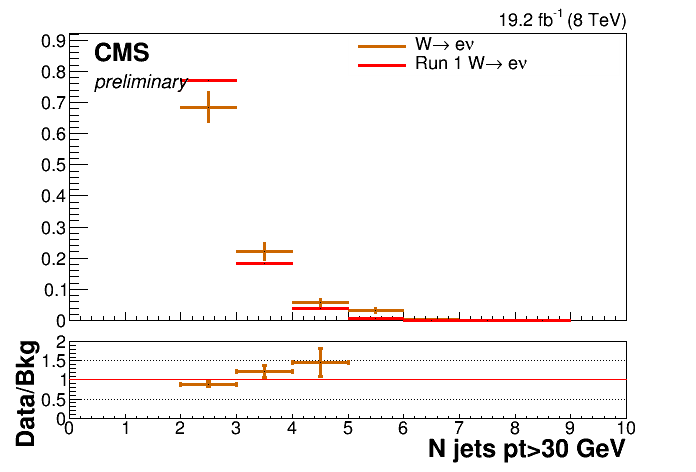 19.2 fb-1 (8 TeV)
CMS
preliminary
W→ eν
Run 1 W→ eν
0.9
0.8
0.7
0.6
0.5
0.4
0.3
0.2
0.1
0
Data/Bkg
2
1.5
1
0.5
0
0 1 2 3 4 5 6 7 8 9 10
N jets pt>30 GeV